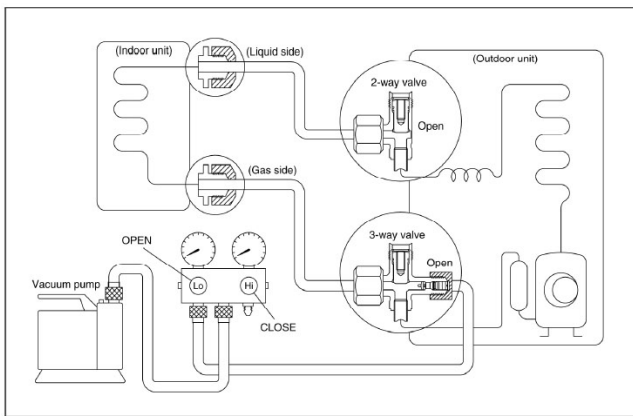 (Indoor unit)
(Liquid side)
(Outdoor unit)
2-way valve
Open
(Gas side)
3-way valve
OPEN
Open
Lo
Hi
Vacuum pump
CLOSE